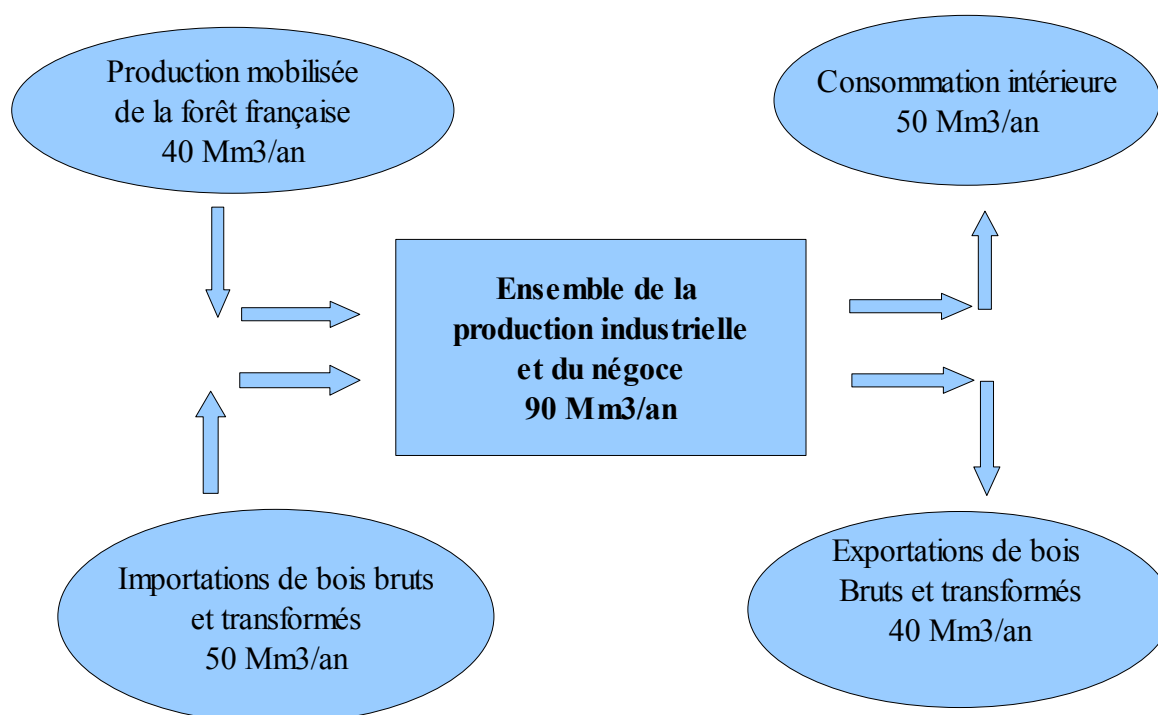 Production mobilisée
de la forêt française
40 Mm3/an
Consommation intérieure
50 Mm3/an
Ensemble de la
production industrielle
et du négoce
90 Mm3/an
Importations de bois bruts
et transformés
50 Mm3/an
Exportations de bois
Bruts et transformés
40 Mm3/an